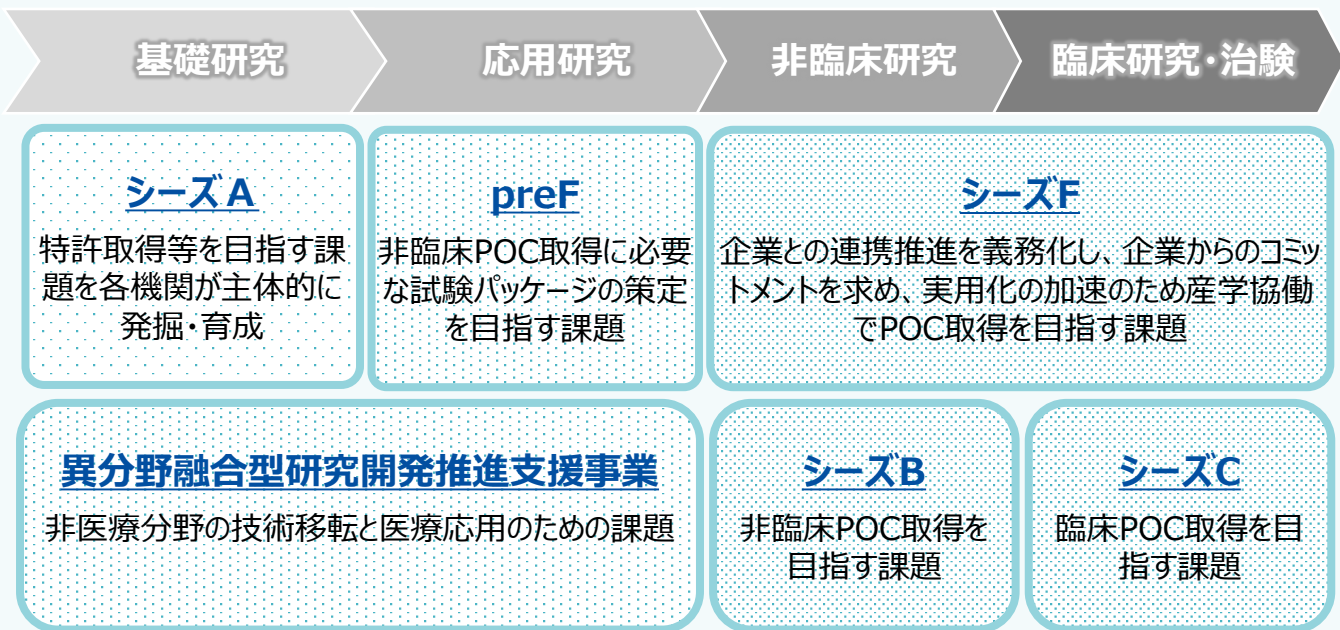 基礎研究
応用研究
非臨床研究
臨床研究・治験
シーズA
特許取得等を目指す課
題を各機関が主体的に
発掘・育成
preF
非臨床POC取得に必要
な試験パッケージの策定
を目指す課題
シーズF
企業との連携推進を義務化し、企業からのコミッ
トメントを求め、実用化の加速のため産学協働
でPOC取得を目指す課題
異分野融合型研究開発推進支援事業
非医療分野の技術移転と医療応用のための課題
シーズB
非臨床POC取得を
目指す課題
シーズC
臨床POC取得を目
指す課題